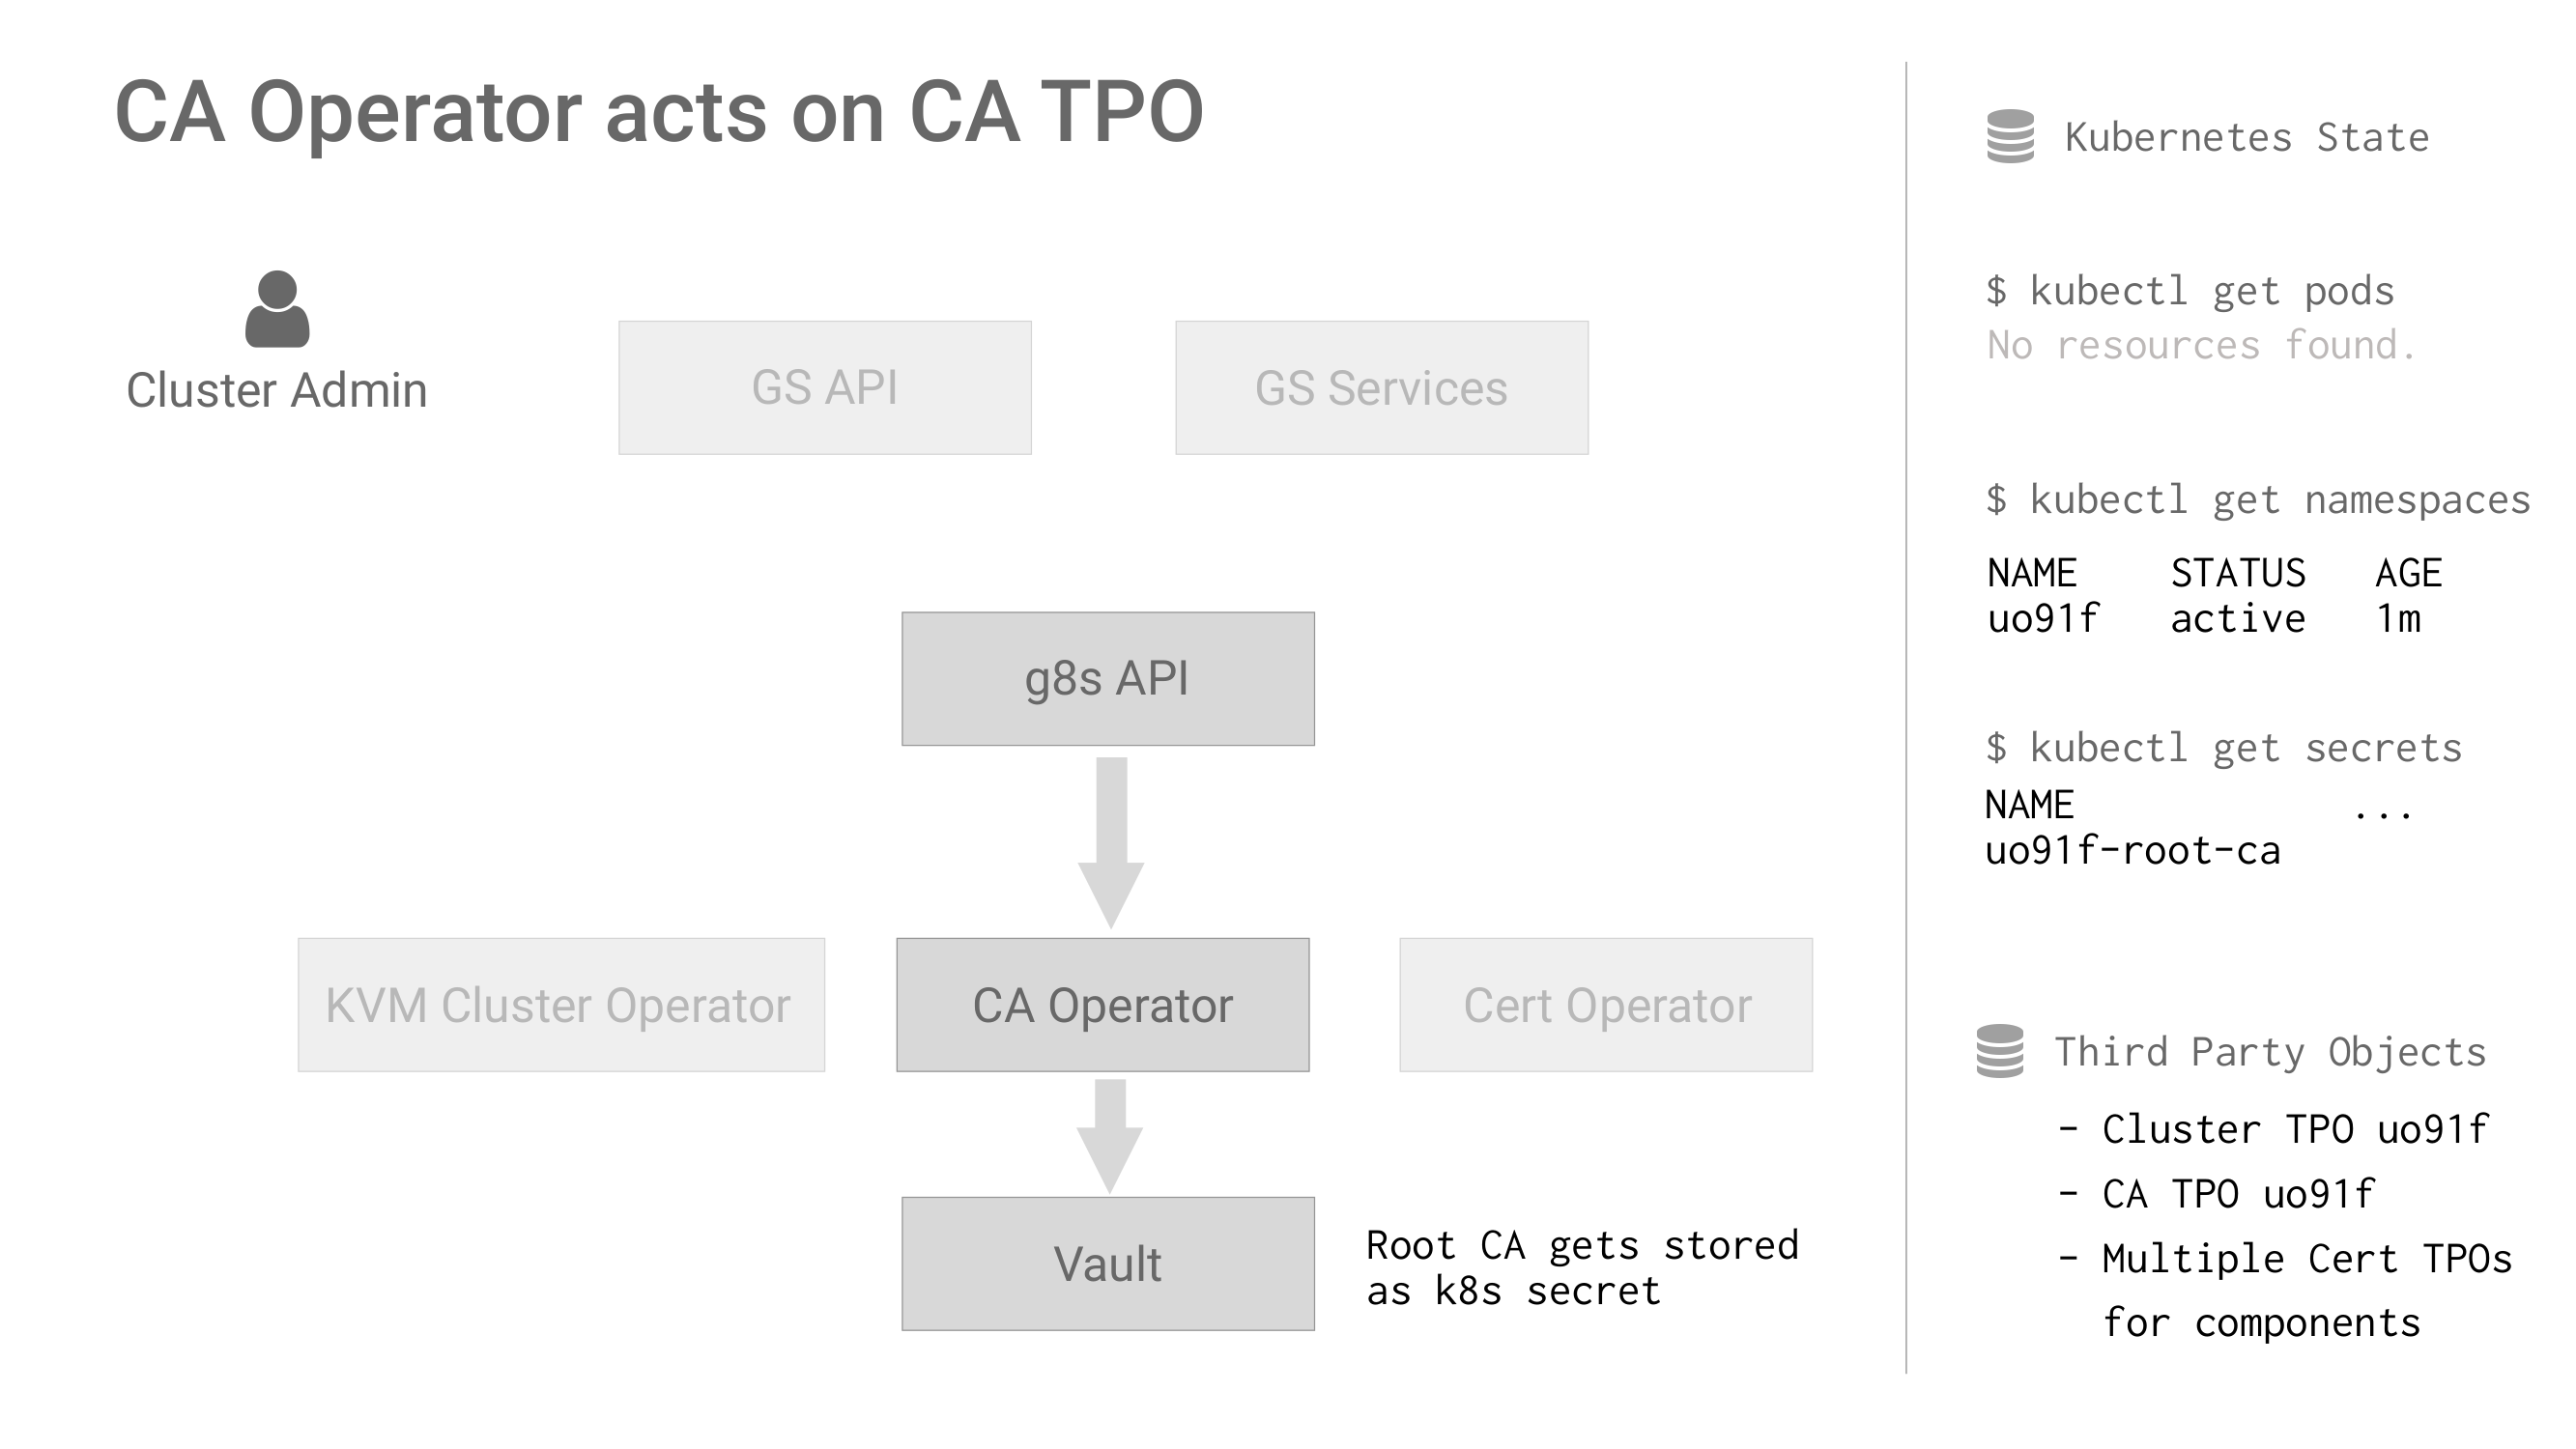 CA Operator acts on CA TPO
Cluster Admin
GS API
GS Services
g8s API
KVM Cluster Operator
CA Operator
Cert Operator
Vault
Root CA gets stored
as k8s secret
Kubernetes State
$ kubectl get pods
No resources found.
$ kubectl get namespaces
NAME STATUS AGE
uo91f active 1m
$ kubectl get secrets
NAME ...
uo91f-root-ca
Third Party Objects
- Cluster TPO uo91f
- CA TPO uo91f
- Multiple Cert TPOs
for components